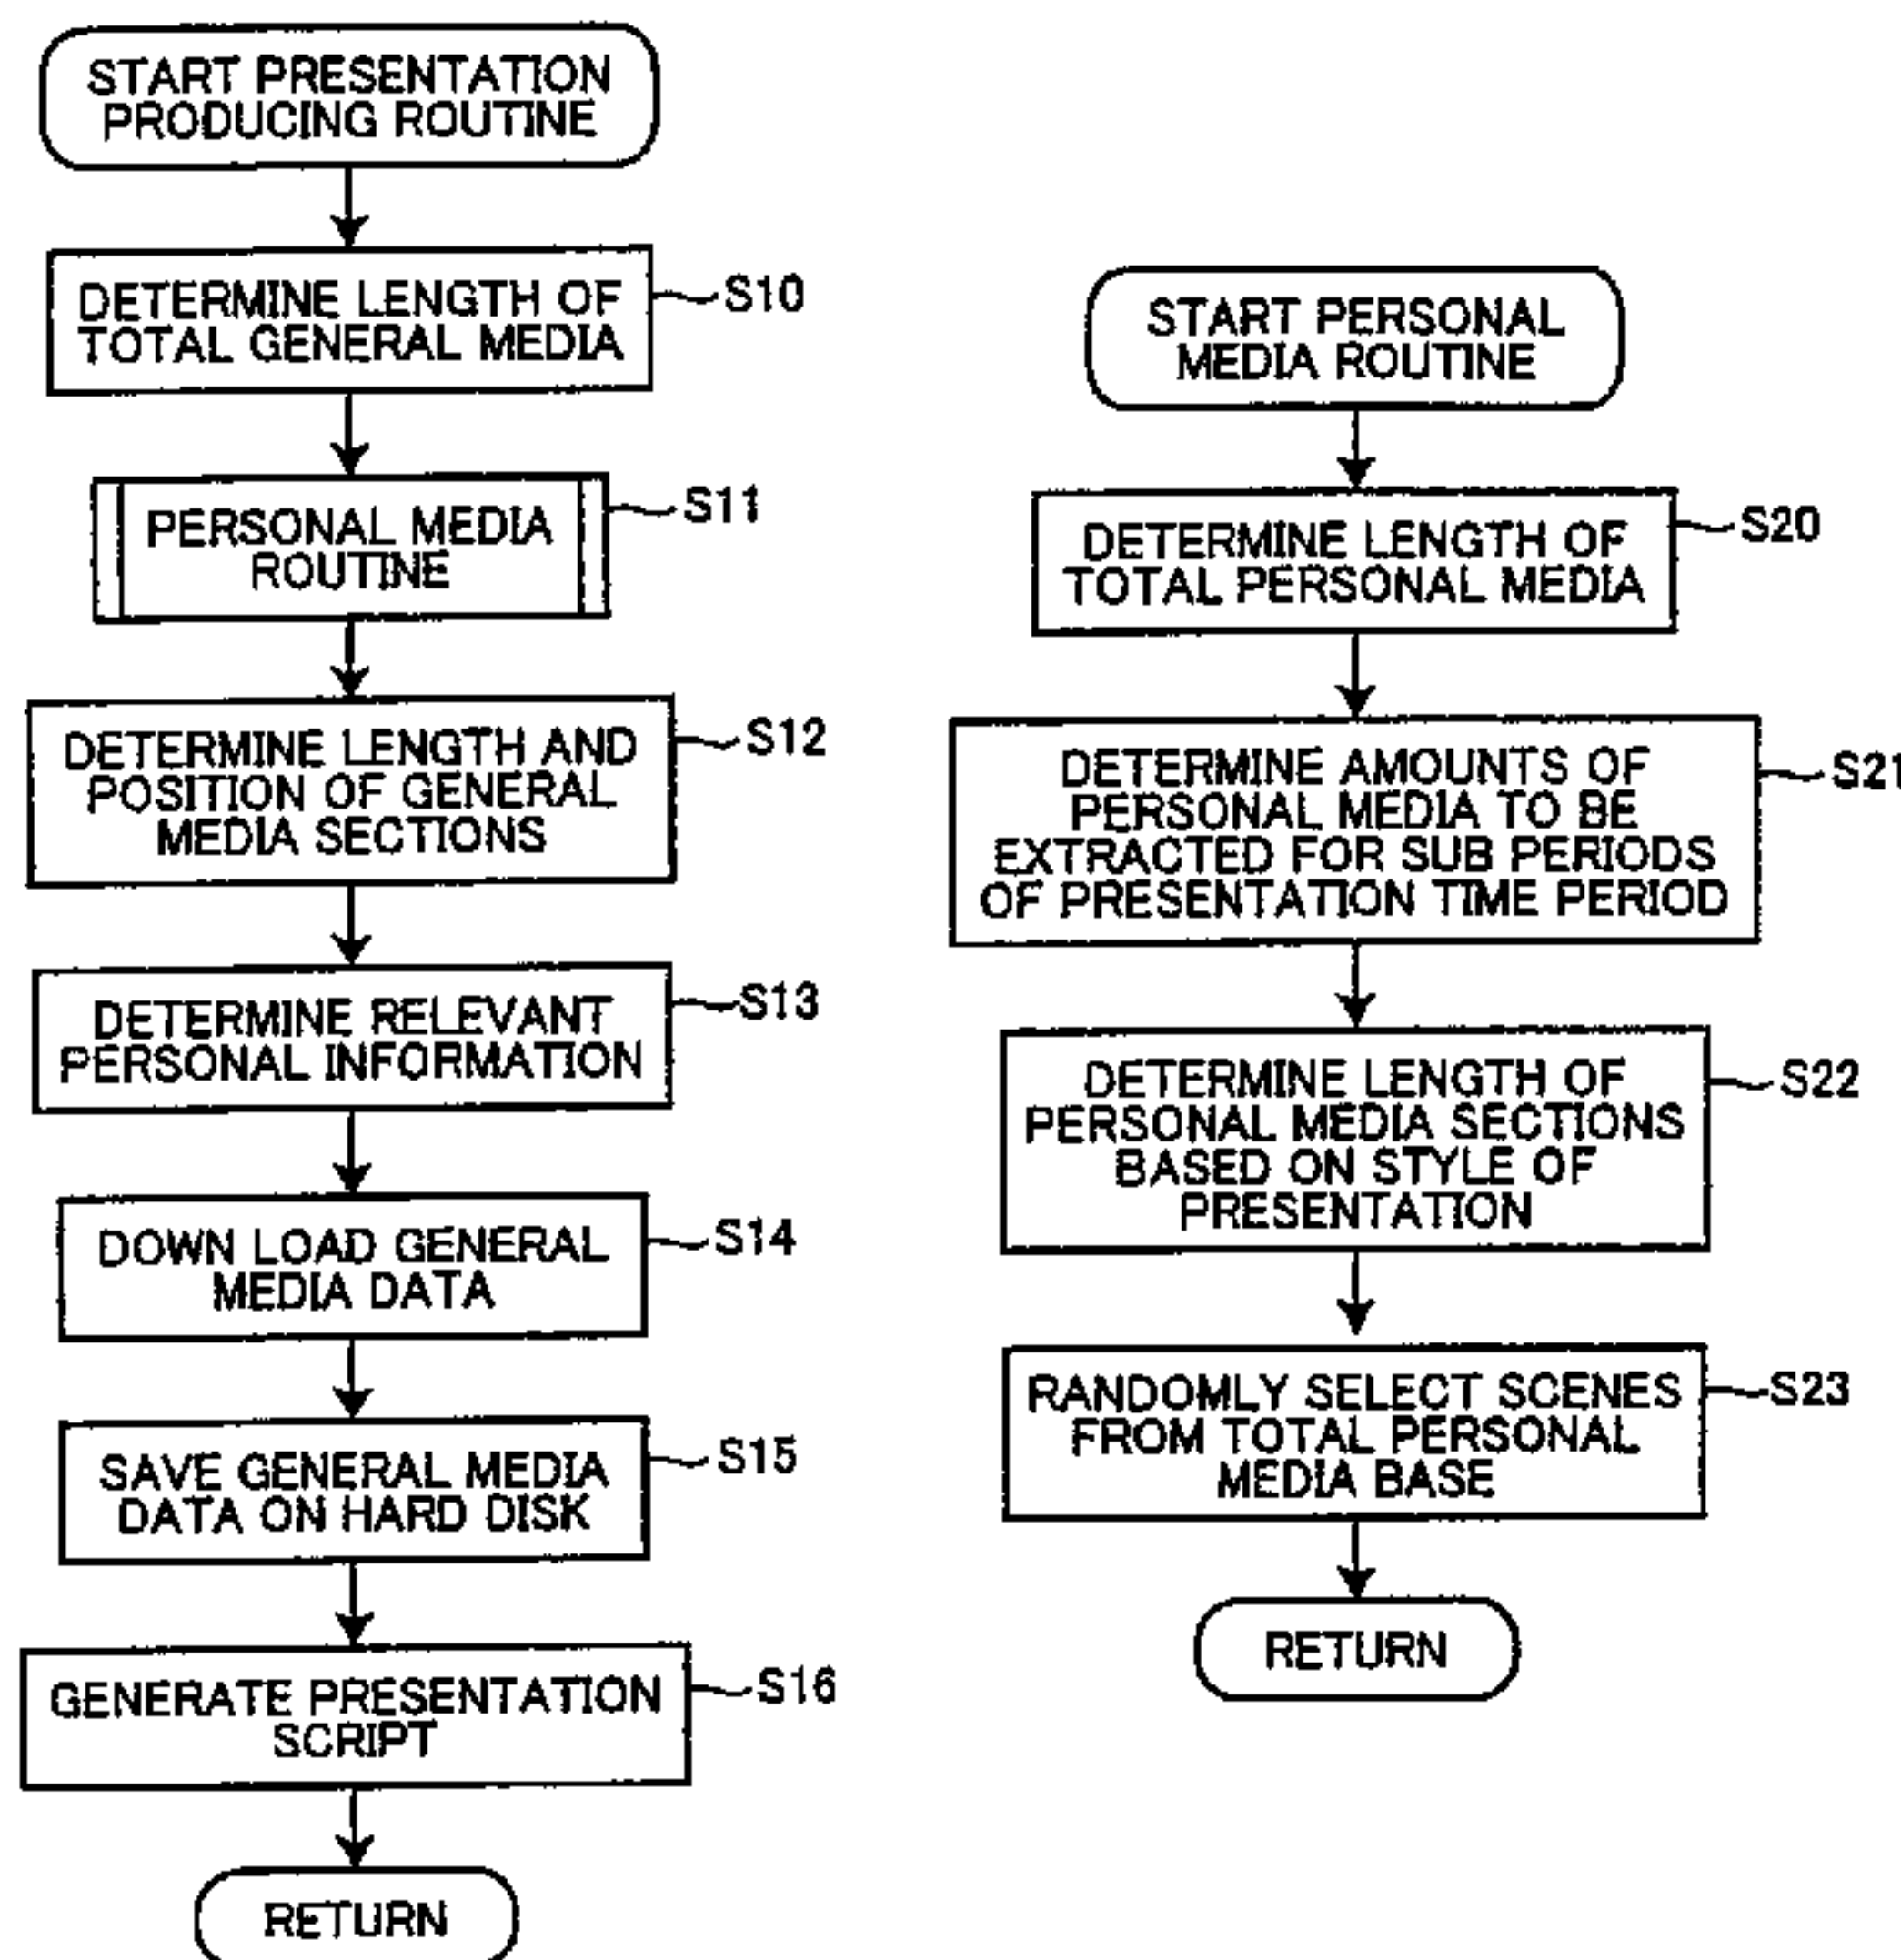 START PRESENTATION
PRODUCING ROUTINE
DETERMINE LENGTH OF
TOTAL GENERAL MEDIA
S10
PERSONAL MEDIA
ROUTINE
S11
DETERMINE LENGTH AND
POSITION OF GENERAL
MEDIA SECTIONS
S12
DETERMINE RELEVANT
PERSONAL INFORMATION
S13
DOWN LOAD GENERAL
MEDIA DATA
S14
SAVE GENERAL MEDIA
DATA ON HARD DISK
S15
GENERATE PRESENTATION
SCRIPT
S16
RETURN
START PERSONAL
MEDIA ROUTINE
DETERMINE LENGTH OF
TOTAL PERSONAL MEDIA
S20
DETERMINE AMOUNTS OF
PERSONAL MEDIA TO BE
EXTRACTED FOR SUB PERIODS
OF PRESENTATION TIME PERIOD
S21
DETERMINE LENGTH OF
PERSONAL MEDIA SECTIONS
BASED ON STYLE OF
PRESENTATION
S22
RANDOMLY SELECT SCENES
FROM TOTAL PERSONAL
MEDIA BASE
S23
RETURN